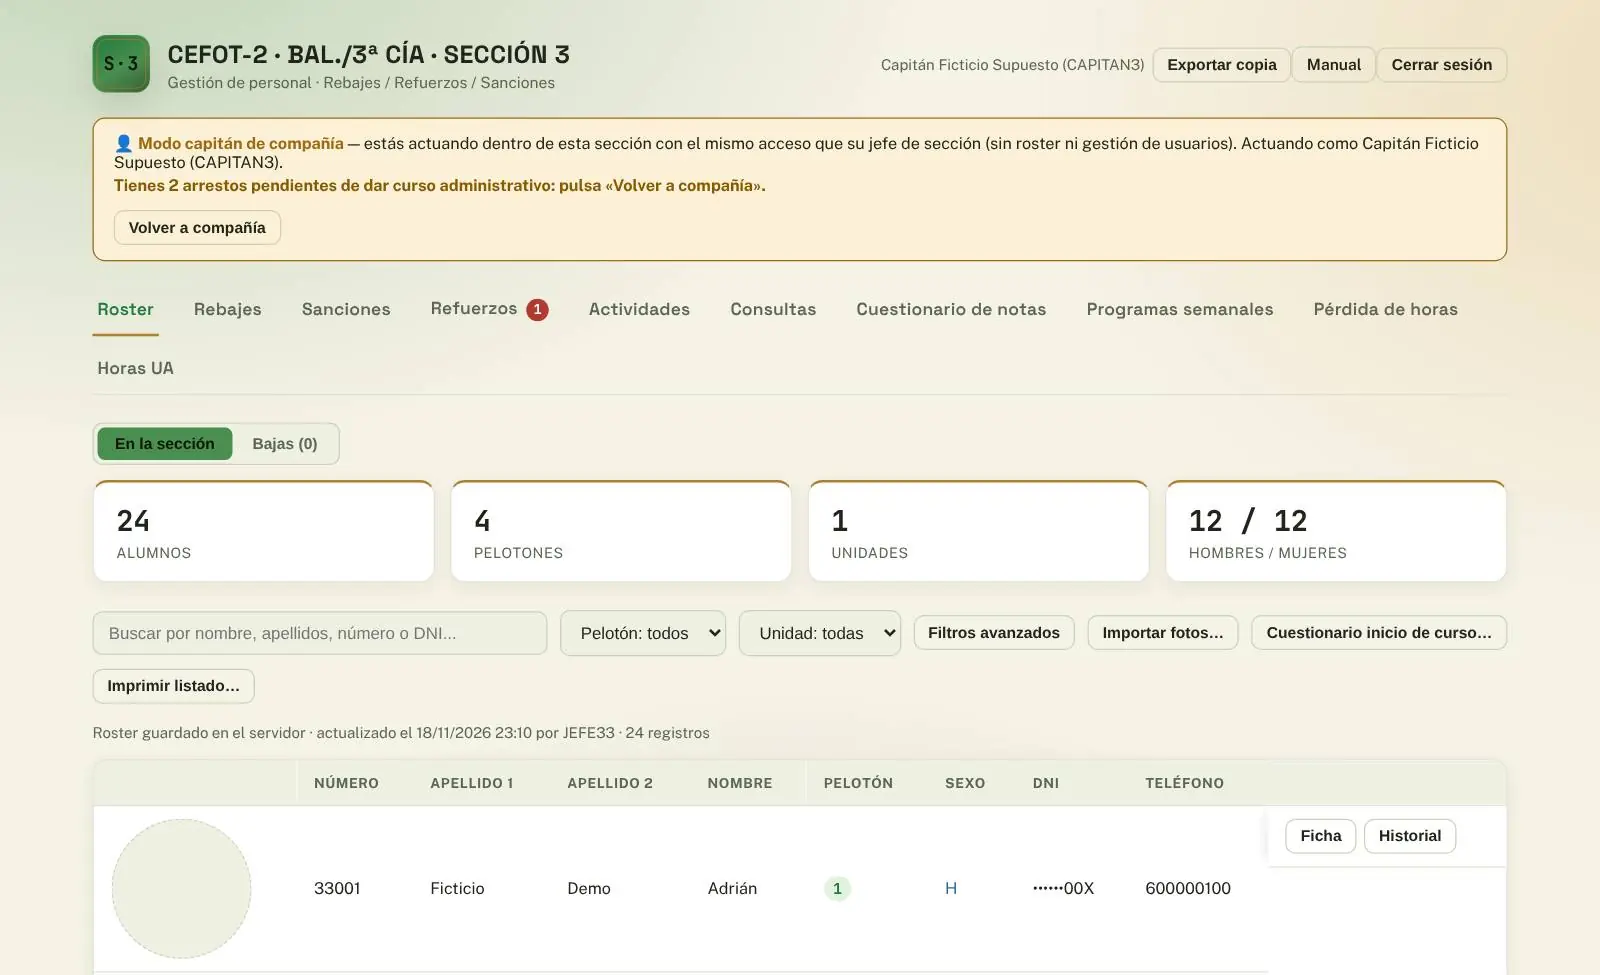 S·3
CEFOT-2 · BAL./3ª CÍA · SECCIÓN 3
Gestión de personal · Rebajes / Refuerzos / Sanciones
Capitán Ficticio Supuesto (CAPITAN3)
Exportar copia
Manual
Cerrar sesión
👤 Modo capitán de compañía — estás actuando dentro de esta sección con el mismo acceso que su jefe de sección (sin roster ni gestión de usuarios). Actuando como Capitán Ficticio
Supuesto (CAPITAN3).
Tienes 2 arrestos pendientes de dar curso administrativo: pulsa «Volver a compañía».
Volver a compañía
Roster Rebajes Sanciones Refuerzos 1 Actividades Consultas Cuestionario de notas Programas semanales Pérdida de horas
Horas UA
En la sección Bajas (0)
24 4 1 12 / 12
ALUMNOS PELOTONES UNIDADES HOMBRES / MUJERES
Buscar por nombre, apellidos, número o DNI... Pelotón: todos Unidad: todas Filtros avanzados Importar fotos... Cuestionario inicio de curso...
Imprimir listado...
Roster guardado en el servidor · actualizado el 18/11/2026 23:10 por JEFE33 · 24 registros
NÚMERO APELLIDO 1 APELLIDO 2 NOMBRE PELOTÓN SEXO DNI TELÉFONO
Ficha Historial
33001 Ficticio Demo Adrián 1 H ••••••00X 600000100